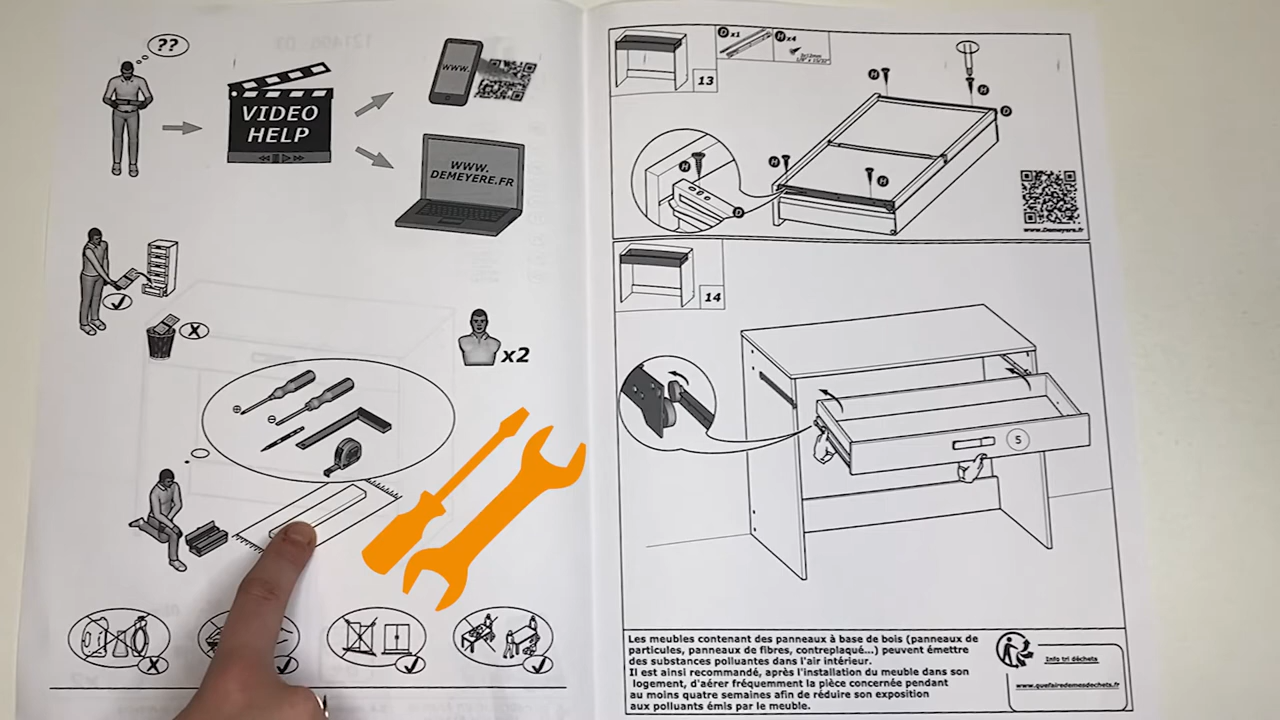 ??
VIDEO
HELP
WWW.
WWW.
DEMEYERE.FR
x2
13
D x1
H x4
H
H
D
H
H
H
D
www.Demeyere.fr
14
5
Les meubles contenant des panneaux à base de bois (panneaux de
particules, panneaux de fibres, contreplaqué...) peuvent émettre
des substances polluantes dans l'air intérieur.
Il est ainsi recommandé, après l'installation du meuble dans son
logement, d'aérer fréquemment la pièce concernée pendant
au moins quatre semaines afin de réduire son exposition
aux polluants émis par le meuble.
Info tri déchets
www.quefairedemesdechets.fr